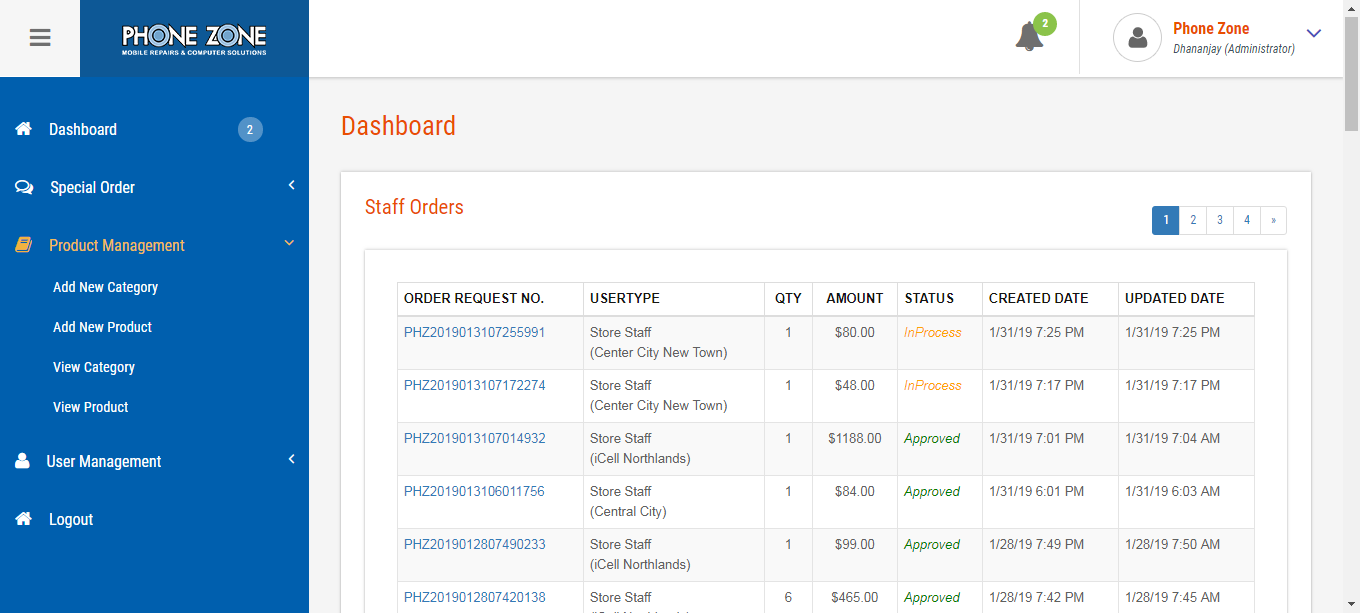 PHONE ZONE
MOBILE REPAIRS & COMPUTER SOLUTIONS
2
Phone Zone
Dhananjay (Administrator)
Dashboard
2
Special Order
Product Management
Add New Category
Add New Product
View Category
View Product
User Management
Logout
Dashboard
Staff Orders
1 2 3 4 »
ORDER REQUEST NO. USERTYPE QTY AMOUNT STATUS CREATED DATE UPDATED DATE
PHZ2019013107255991 Store Staff 1 $80.00 InProcess 1/31/19 7:25 PM 1/31/19 7:25 PM
(Center City New Town)
PHZ2019013107172274 Store Staff 1 $48.00 InProcess 1/31/19 7:17 PM 1/31/19 7:17 PM
(Center City New Town)
PHZ2019013107014932 Store Staff 1 $1188.00 Approved 1/31/19 7:01 PM 1/31/19 7:04 AM
(iCell Northlands)
PHZ2019013106011756 Store Staff 1 $84.00 Approved 1/31/19 6:01 PM 1/31/19 6:03 AM
(Central City)
PHZ2019012807490233 Store Staff 1 $99.00 Approved 1/28/19 7:49 PM 1/28/19 7:50 AM
(iCell Northlands)
PHZ2019012807420138 Store Staff 6 $465.00 Approved 1/28/19 7:42 PM 1/28/19 7:45 AM